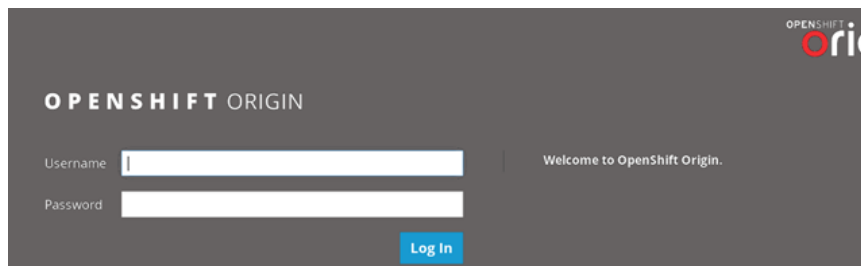 OPENSHIFT
OPENSHIFT ORIGIN
Username
Welcome to OpenShift Origin.
Password
Log In